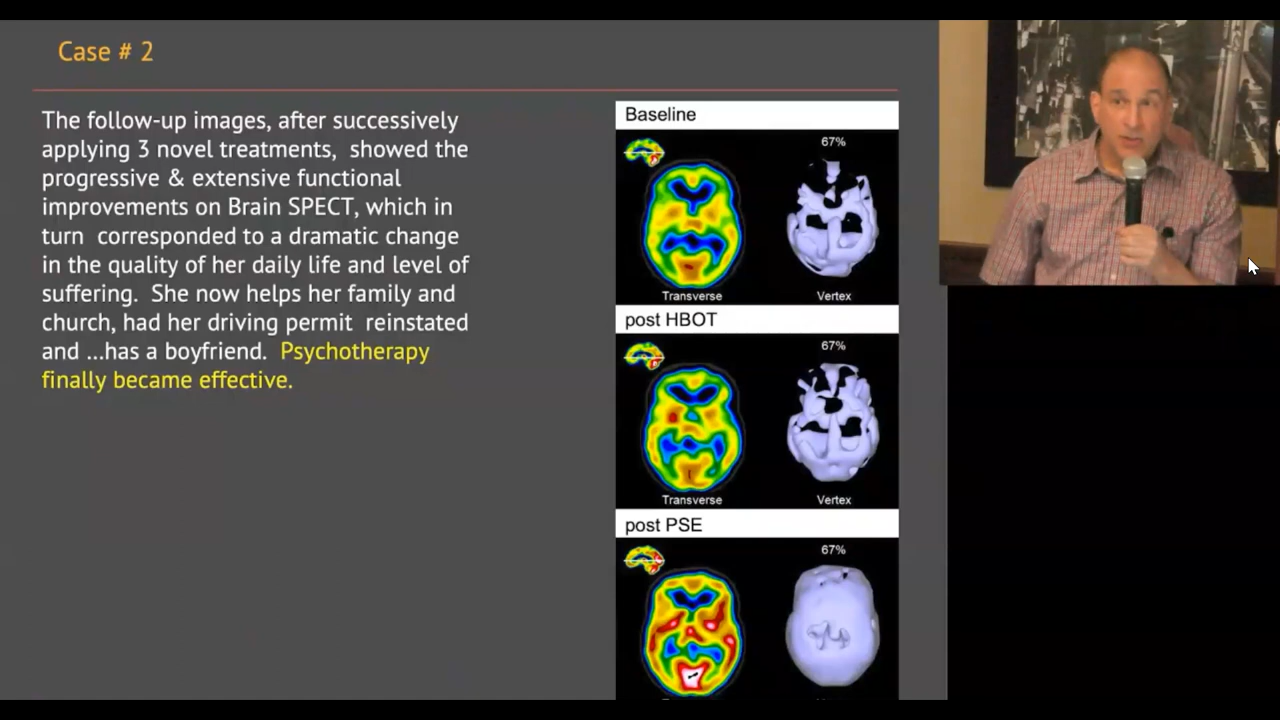 Case # 2
The follow-up images, after successively
applying 3 novel treatments, showed the
progressive & extensive functional
improvements on Brain SPECT, which in
turn corresponded to a dramatic change
in the quality of her daily life and level of
suffering. She now helps her family and
church, had her driving permit reinstated
and ...has a boyfriend. Psychotherapy
finally became effective.
Baseline
67%
Transverse
Vertex
post HBOT
67%
Transverse
Vertex
post PSE
67%